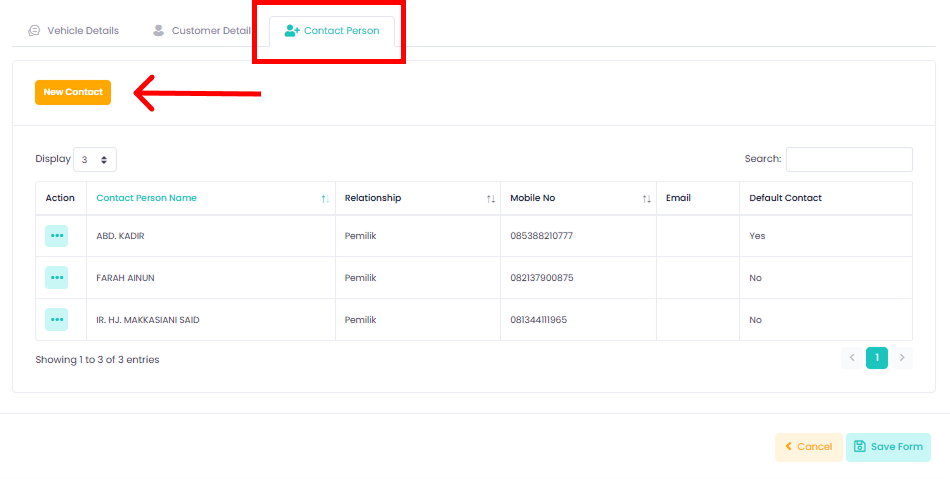 Vehicle Details Customer Detail Contact Person
New Contact
Display 3 Search:
Action Contact Person Name Relationship Mobile No Email Default Contact
ABD. KADIR Pemilik 085388210777 Yes
FARAH AINUN Pemilik 082137900875 No
IR. HJ. MAKKASIANI SAID Pemilik 081344111965 No
Showing 1 to 3 of 3 entries 1
Cancel Save Form